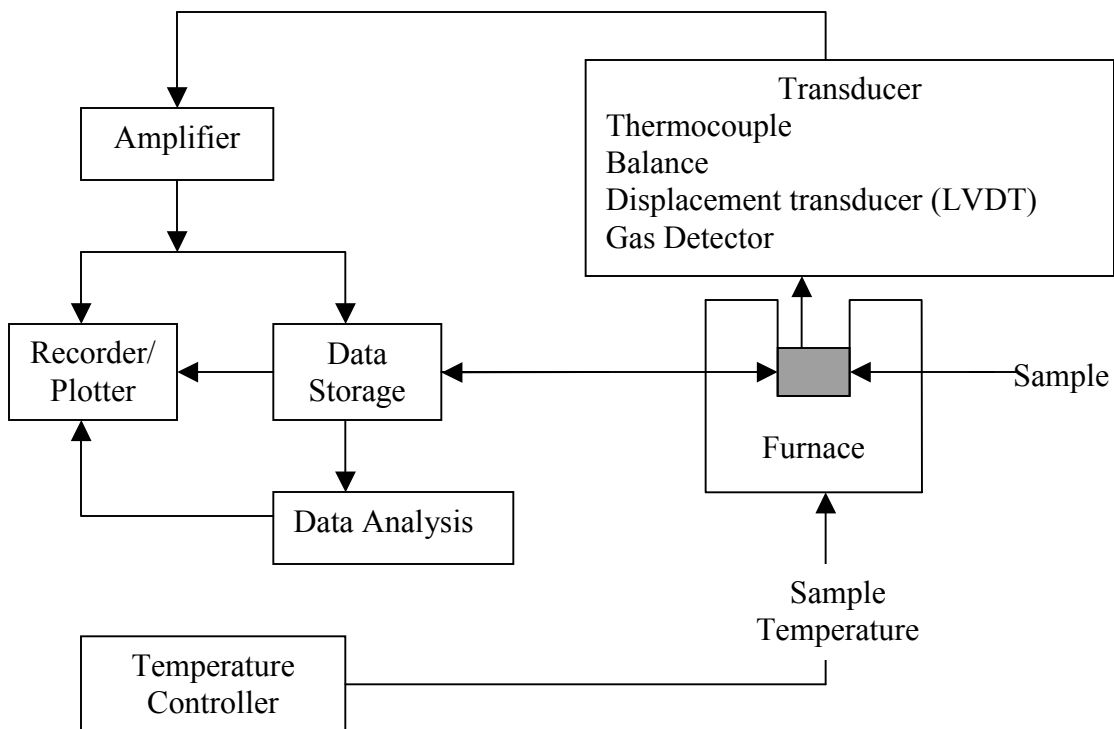 Transducer
Thermocouple
Balance
Displacement transducer (LVDT)
Gas Detector
Amplifier
Recorder/
Plotter
Data
Storage
Sample
Furnace
Data Analysis
Sample
Temperature
Temperature
Controller